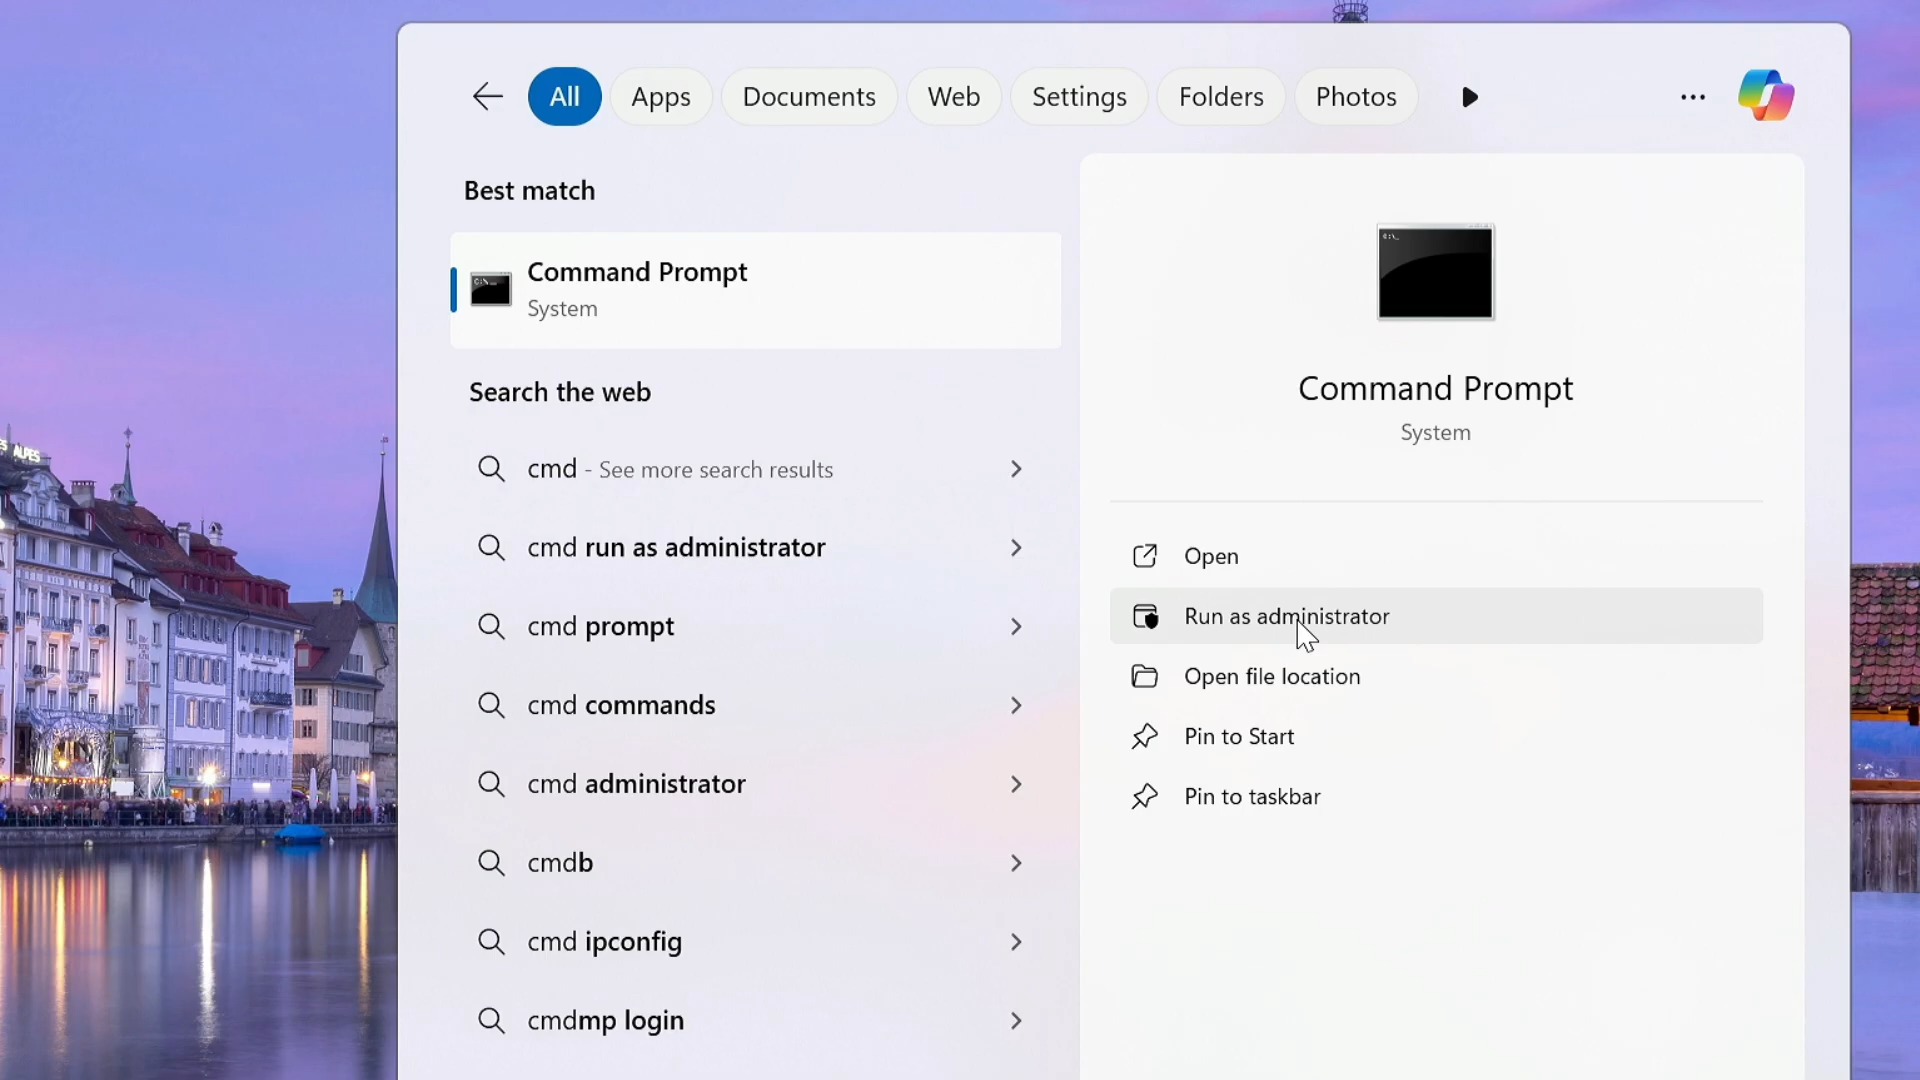 All
Apps
Documents
Web
Settings
Folders
Photos
Best match
Command Prompt
System
Search the web
cmd - See more search results
cmd run as administrator
cmd prompt
cmd commands
cmd administrator
cmdb
cmd ipconfig
cmdmp login
C:\_
Command Prompt
System
Open
Run as administrator
Open file location
Pin to Start
Pin to taskbar
ALPES